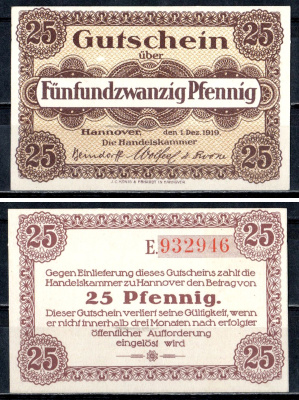 25 Gutschein 25
über
Fünfundzwanzig Pfennig
Hannover, den 1. Dez. 1919.
Die Handelskammer
25 25
25 25
E. 932946
Gegen Einlieferung dieses Gutscheins zahlt die
Handelskammer zu Hannover den Betrag von
25 Pfennig.
Dieser Gutschein verliert seine Gültigkeit, wenn
er nicht innerhalb drei Monaten nach erfolgter
öffentlicher Aufforderung
eingelöst wird
25 25